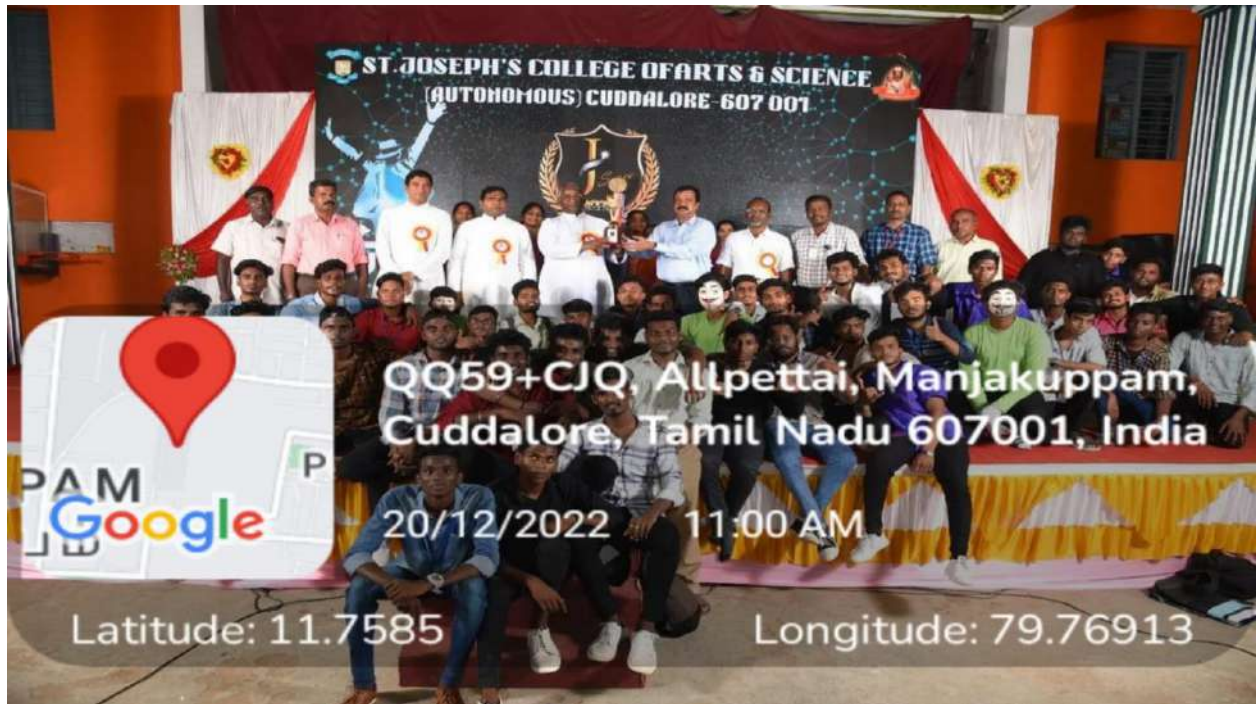 ST.JOSEPH'S COLLEGE OFARTS & SCIENCE
(AUTONOMOUS) CUDDALORE-607 001
J
QQ59+CJQ, Allpettai, Manjakuppam,
Cuddalore, Tamil Nadu 607001, India
PAM
P
Google
20/12/2022 11:00 AM
Latitude: 11.7585
Longitude: 79.76913